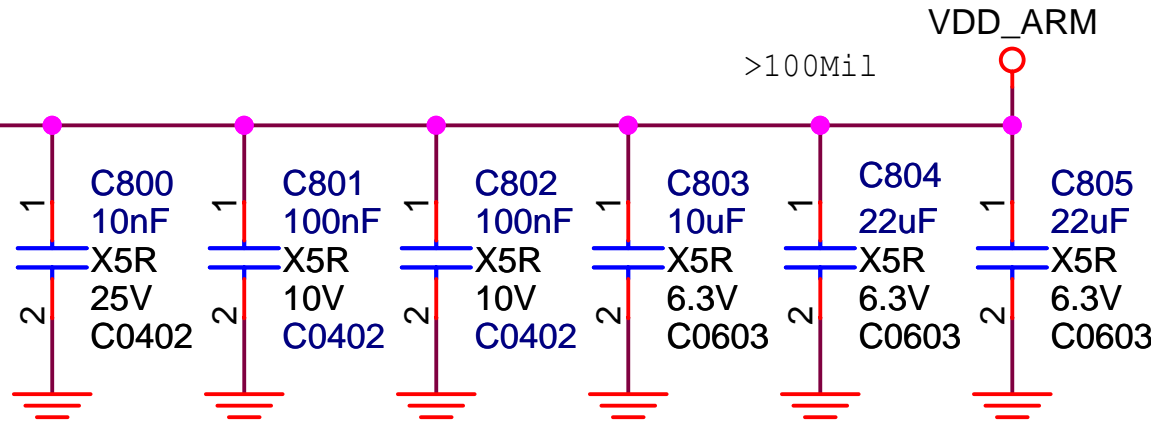 VDD_ARM
>100Mil
1
C800
10nF
X5R
25V
C0402
2
1
C801
100nF
X5R
10V
C0402
2
1
C802
100nF
X5R
10V
C0402
2
1
C803
10uF
X5R
6.3V
C0603
2
1
C804
22uF
X5R
6.3V
C0603
2
1
C805
22uF
X5R
6.3V
C0603
2